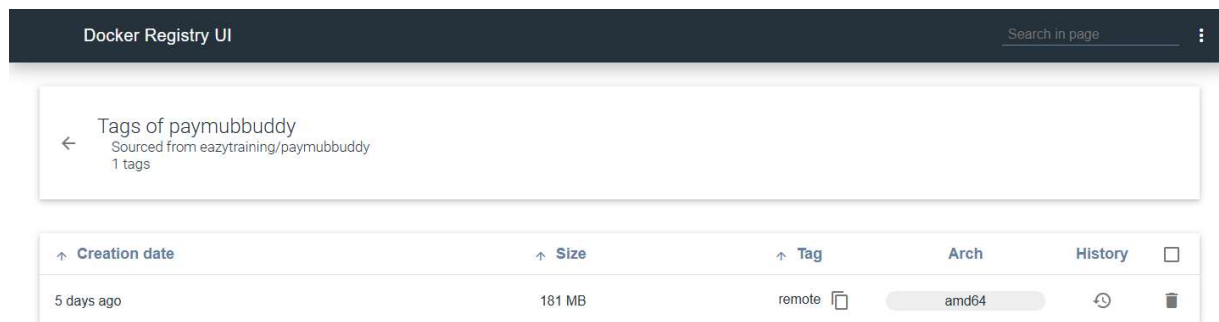 Docker Registry UI
Search in page
Tags of paymubbuddy
Sourced from eazytraining/paymubbuddy
1 tags
Creation date Size Tag Arch History
5 days ago 181 MB remote amd64